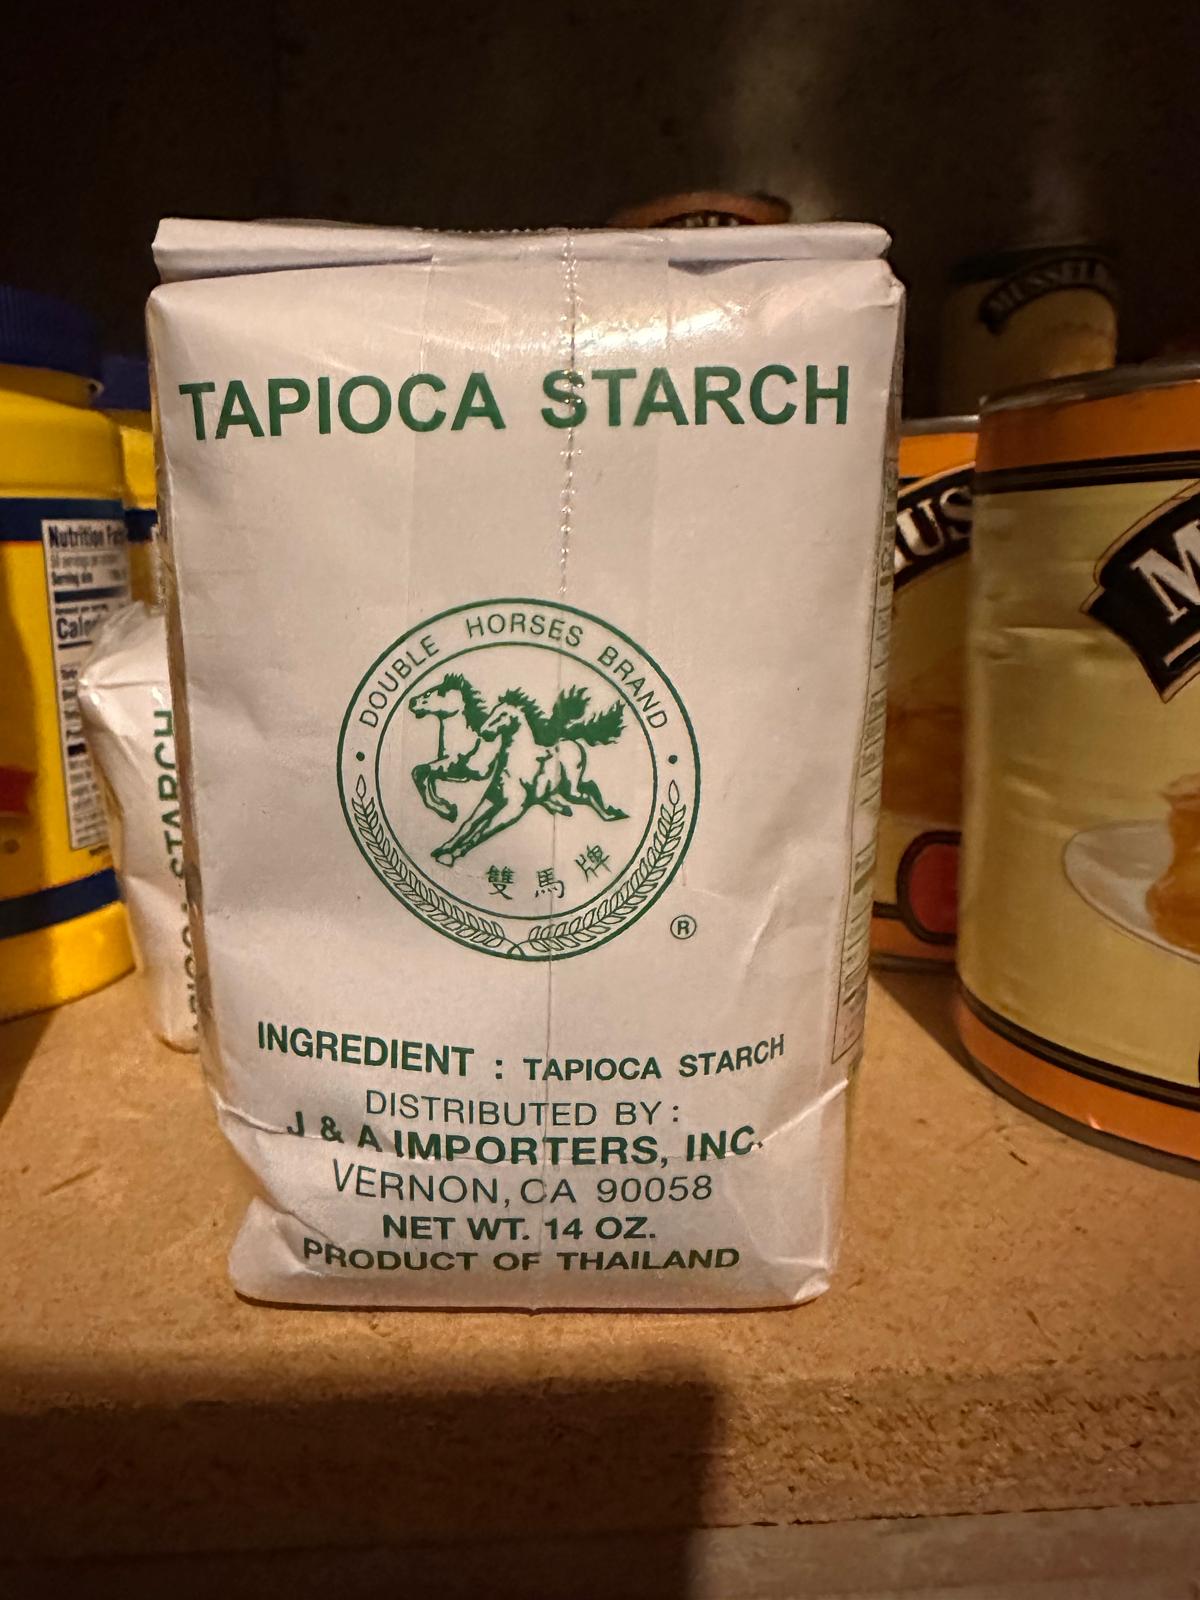 TAPIOCA STARCH
DOUBLE HORSES BRAND
雙馬牌
®
INGREDIENT : TAPIOCA STARCH
DISTRIBUTED BY :
J & A IMPORTERS, INC.
VERNON, CA 90058
NET WT. 14 OZ.
PRODUCT OF THAILAND
Nutrition
STARCH